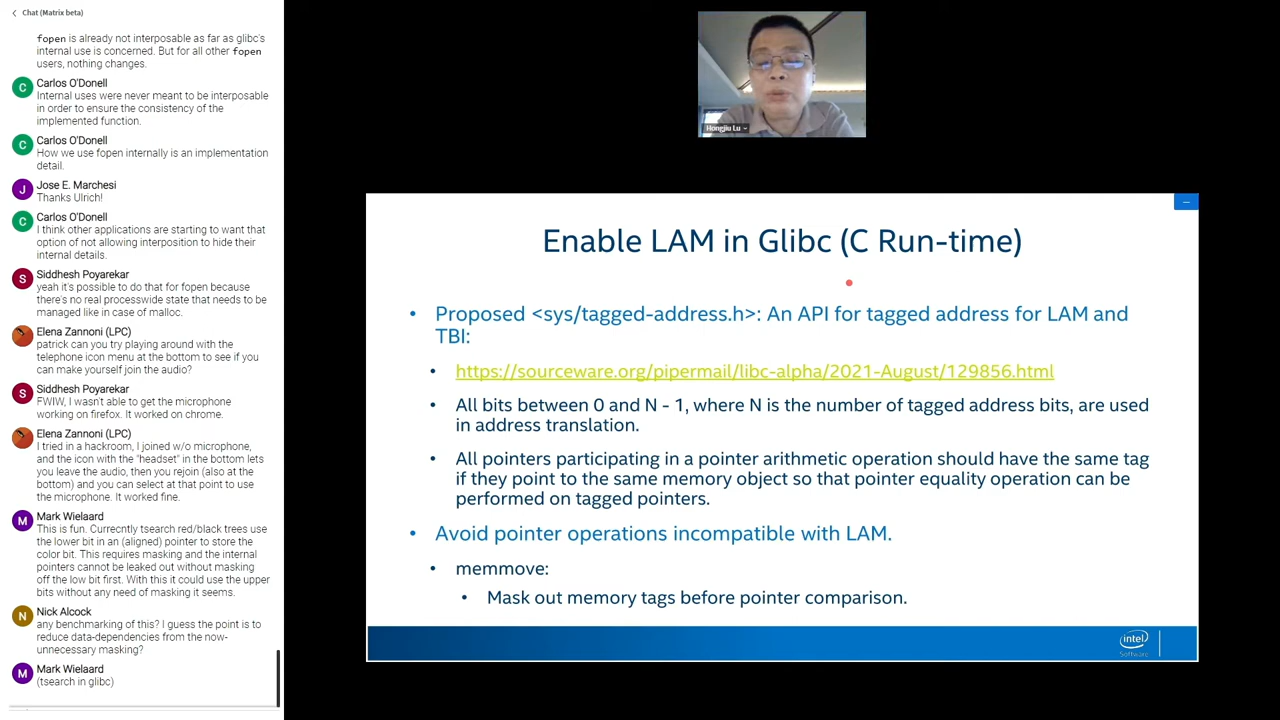 Chat (Matrix beta)
fopen is already not interposable as far as glibc's
internal use is concerned. But for all other fopen
users, nothing changes.
C
Carlos O'Donell
Internal uses were never meant to be interposable
in order to ensure the consistency of the
implemented function.
C
Carlos O'Donell
How we use fopen internally is an implementation
detail.
J
Jose E. Marchesi
Thanks Ulrich!
C
Carlos O'Donell
I think other applications are starting to want that
option of not allowing interposition to hide their
internal details.
S
Siddhesh Poyarekar
yeah it's possible to do that for fopen because
there's no real processwide state that needs to be
managed like in case of malloc.
Elena Zannoni (LPC)
patrick can you try playing around with the
telephone icon menu at the bottom to see if you
can make yourself join the audio?
S
Siddhesh Poyarekar
FWIW, I wasn't able to get the microphone
working on firefox. It worked on chrome.
Elena Zannoni (LPC)
I tried in a hackroom, I joined w/o microphone,
and the icon with the "headset" in the bottom lets
you leave the audio, then you rejoin (also at the
bottom) and you can select at that point to use
the microphone. It worked fine.
M
Mark Wielaard
This is fun. Currenctly tsearch red/black trees use
the lower bit in an (aligned) pointer to store the
color bit. This requires masking and the internal
pointers cannot be leaked out without masking
off the low bit first. With this it could use the upper
bits without any need of masking it seems.
N
Nick Alcock
any benchmarking of this? I guess the point is to
reduce data-dependencies from the now-
unnecessary masking?
M
Mark Wielaard
(tsearch in glibc)
Hongjiu Lu
Enable LAM in Glibc (C Run-time)
• Proposed <sys/tagged-address.h>: An API for tagged address for LAM and
TBI:
• https://sourceware.org/pipermail/libc-alpha/2021-August/129856.html
• All bits between 0 and N - 1, where N is the number of tagged address bits, are used
in address translation.
• All pointers participating in a pointer arithmetic operation should have the same tag
if they point to the same memory object so that pointer equality operation can be
performed on tagged pointers.
• Avoid pointer operations incompatible with LAM.
• memmove:
• Mask out memory tags before pointer comparison.
intel
Software